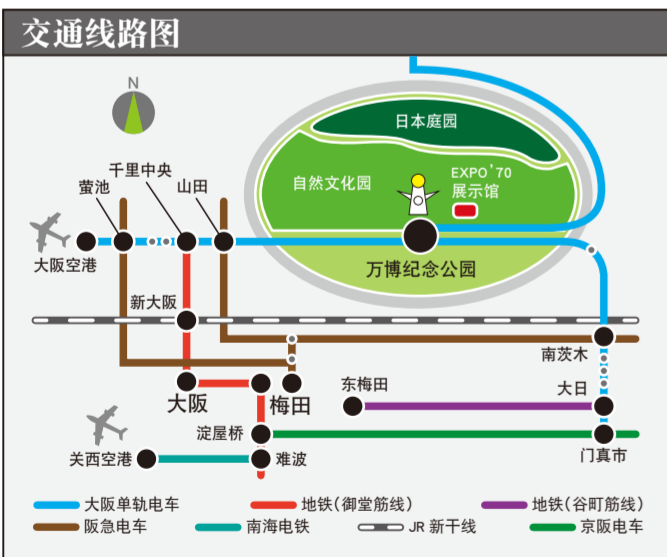 交通线路图
N
日本庭园
千里中央
EXPO'70
展示馆
自然文化园
萤池
山田
大阪空港
万博纪念公园
新大阪
南茨木
东梅田
大日
大阪
梅田
淀屋桥
关西空港
难波
门真市
大阪单轨电车
地铁(御堂筋线)
地铁(谷町筋线)
阪急电车
南海电铁
JR 新干线
京阪电车